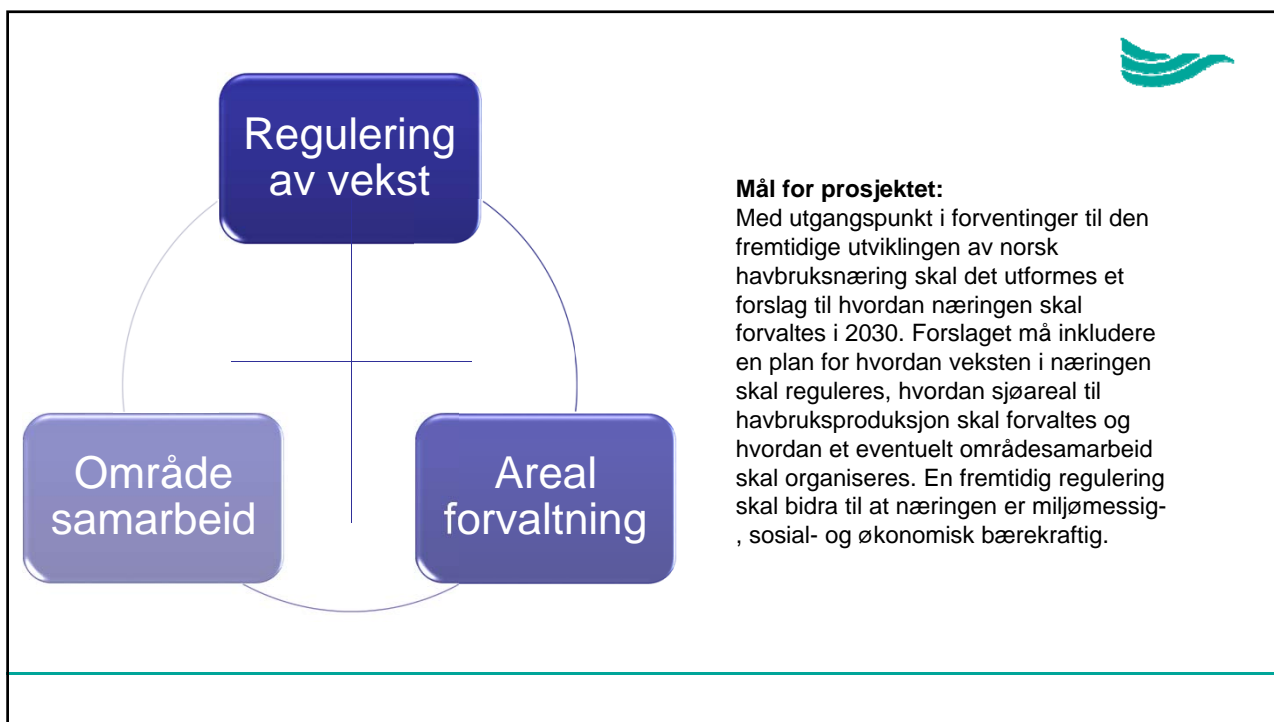 Regulering
av vekst
Område
samarbeid
Areal
forvaltning
Mål for prosjektet:
Med utgangspunkt i forventinger til den
fremtidige utviklingen av norsk
havbruksnæring skal det utformes et
forslag til hvordan næringen skal
forvaltes i 2030. Forslaget må inkludere
en plan for hvordan veksten i næringen
skal reguleres, hvordan sjøareal til
havbruksproduksjon skal forvaltes og
hvordan et eventuelt områdesamarbeid
skal organiseres. En fremtidig regulering
skal bidra til at næringen er miljømessig-
, sosial- og økonomisk bærekraftig.